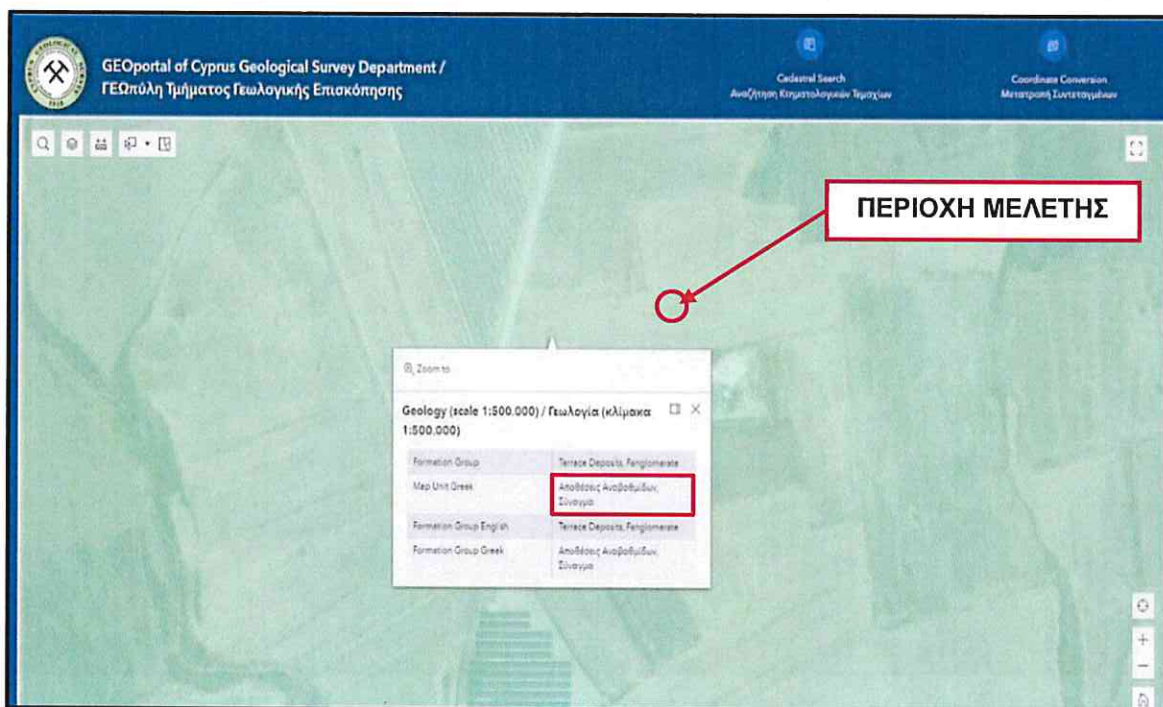 GEOportal of Cyprus Geological Survey Department /
ΓΕΩπύλη Τμήματος Γεωλογικής Επισκόπησης
Cadastral Search
Αναζήτηση Κτηματολογικών Τεμαχίων
Coordinate Conversion
Μετατροπή Συντεταγμένων
ΠΕΡΙΟΧΗ ΜΕΛΕΤΗΣ
Zoom to
Geology (scale 1:500.000) / Γεωλογία (κλίμακα
1:500.000)
Formation Group Terrace Deposits, Fanglomerate
Map Unit Greek Αποθέσεις Αναβαθμίδων,
Σύναγμα
Formation Group English Terrace Deposits, Fanglomerate
Formation Group Greek Αποθέσεις Αναβαθμίδων,
Σύναγμα